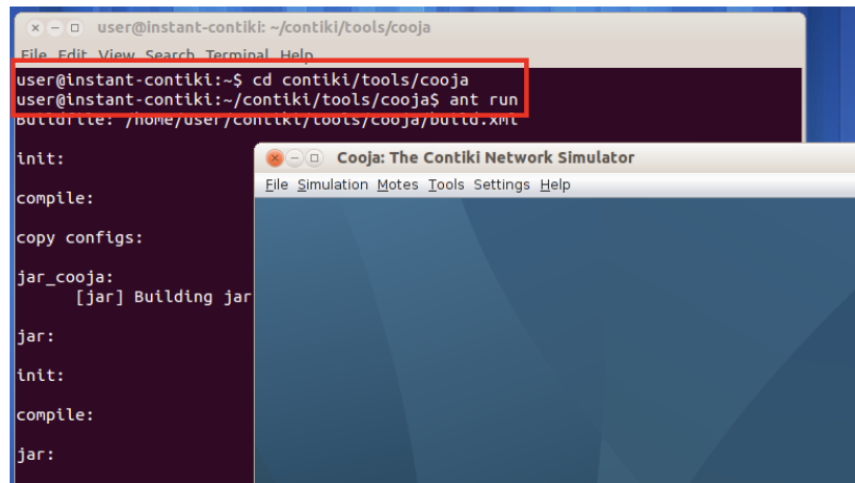 user@instant-contiki: ~/contiki/tools/cooja
File Edit View Search Terminal Help
user@instant-contiki:~$ cd contiki/tools/cooja
user@instant-contiki:~/contiki/tools/cooja$ ant run
Buildfile: /home/user/contiki/tools/cooja/build.xml
init:
Cooja: The Contiki Network Simulator
File Simulation Motes Tools Settings Help
compile:
copy configs:
jar_cooja:
[jar] Building jar
jar:
init:
compile:
jar: